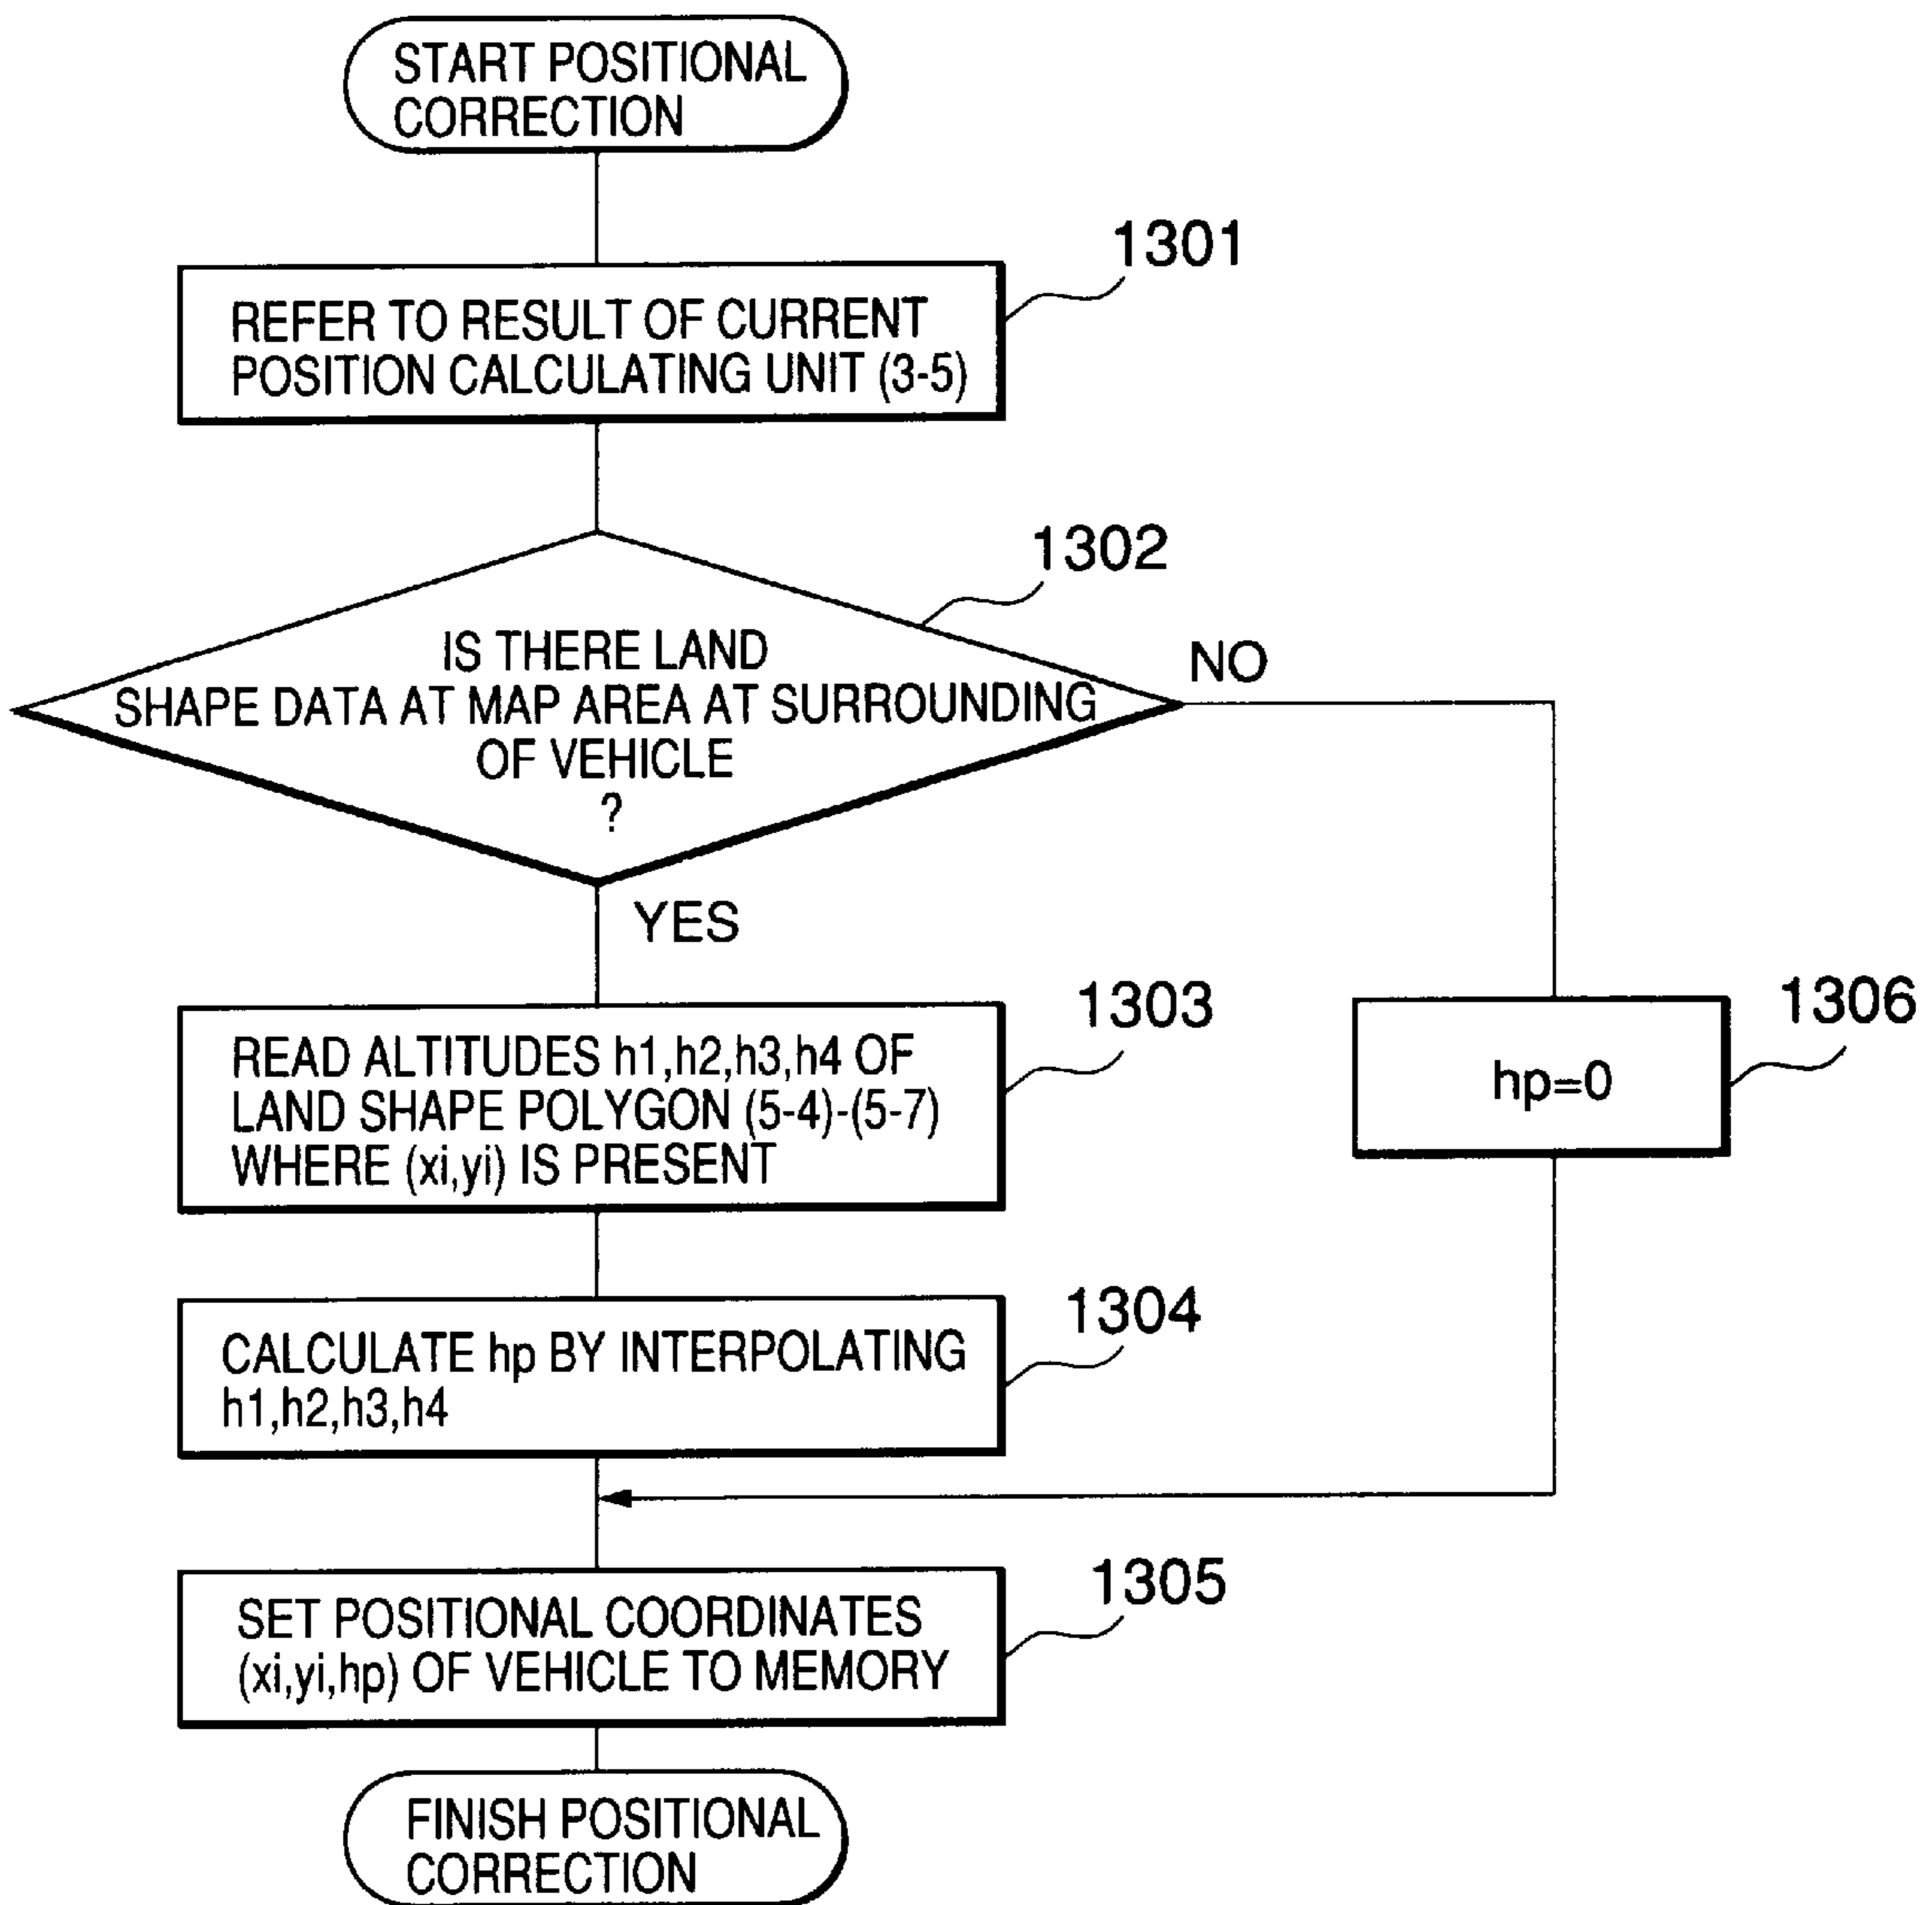 START POSITIONAL
CORRECTION
1301
REFER TO RESULT OF CURRENT
POSITION CALCULATING UNIT (3-5)
1302
IS THERE LAND
SHAPE DATA AT MAP AREA AT SURROUNDING
OF VEHICLE
?
NO
YES
1303
READ ALTITUDES h1,h2,h3,h4 OF
LAND SHAPE POLYGON (5-4)-(5-7)
WHERE (xi,yi) IS PRESENT
1306
hp=0
1304
CALCULATE hp BY INTERPOLATING
h1,h2,h3,h4
1305
SET POSITIONAL COORDINATES
(xi,yi,hp) OF VEHICLE TO MEMORY
FINISH POSITIONAL
CORRECTION